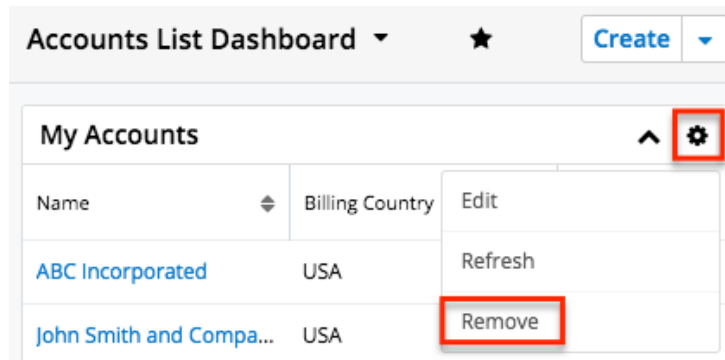 Accounts List Dashboard
Create
My Accounts
Name
Billing Country
Edit
ABC Incorporated
USA
Refresh
John Smith and Compa...
USA
Remove